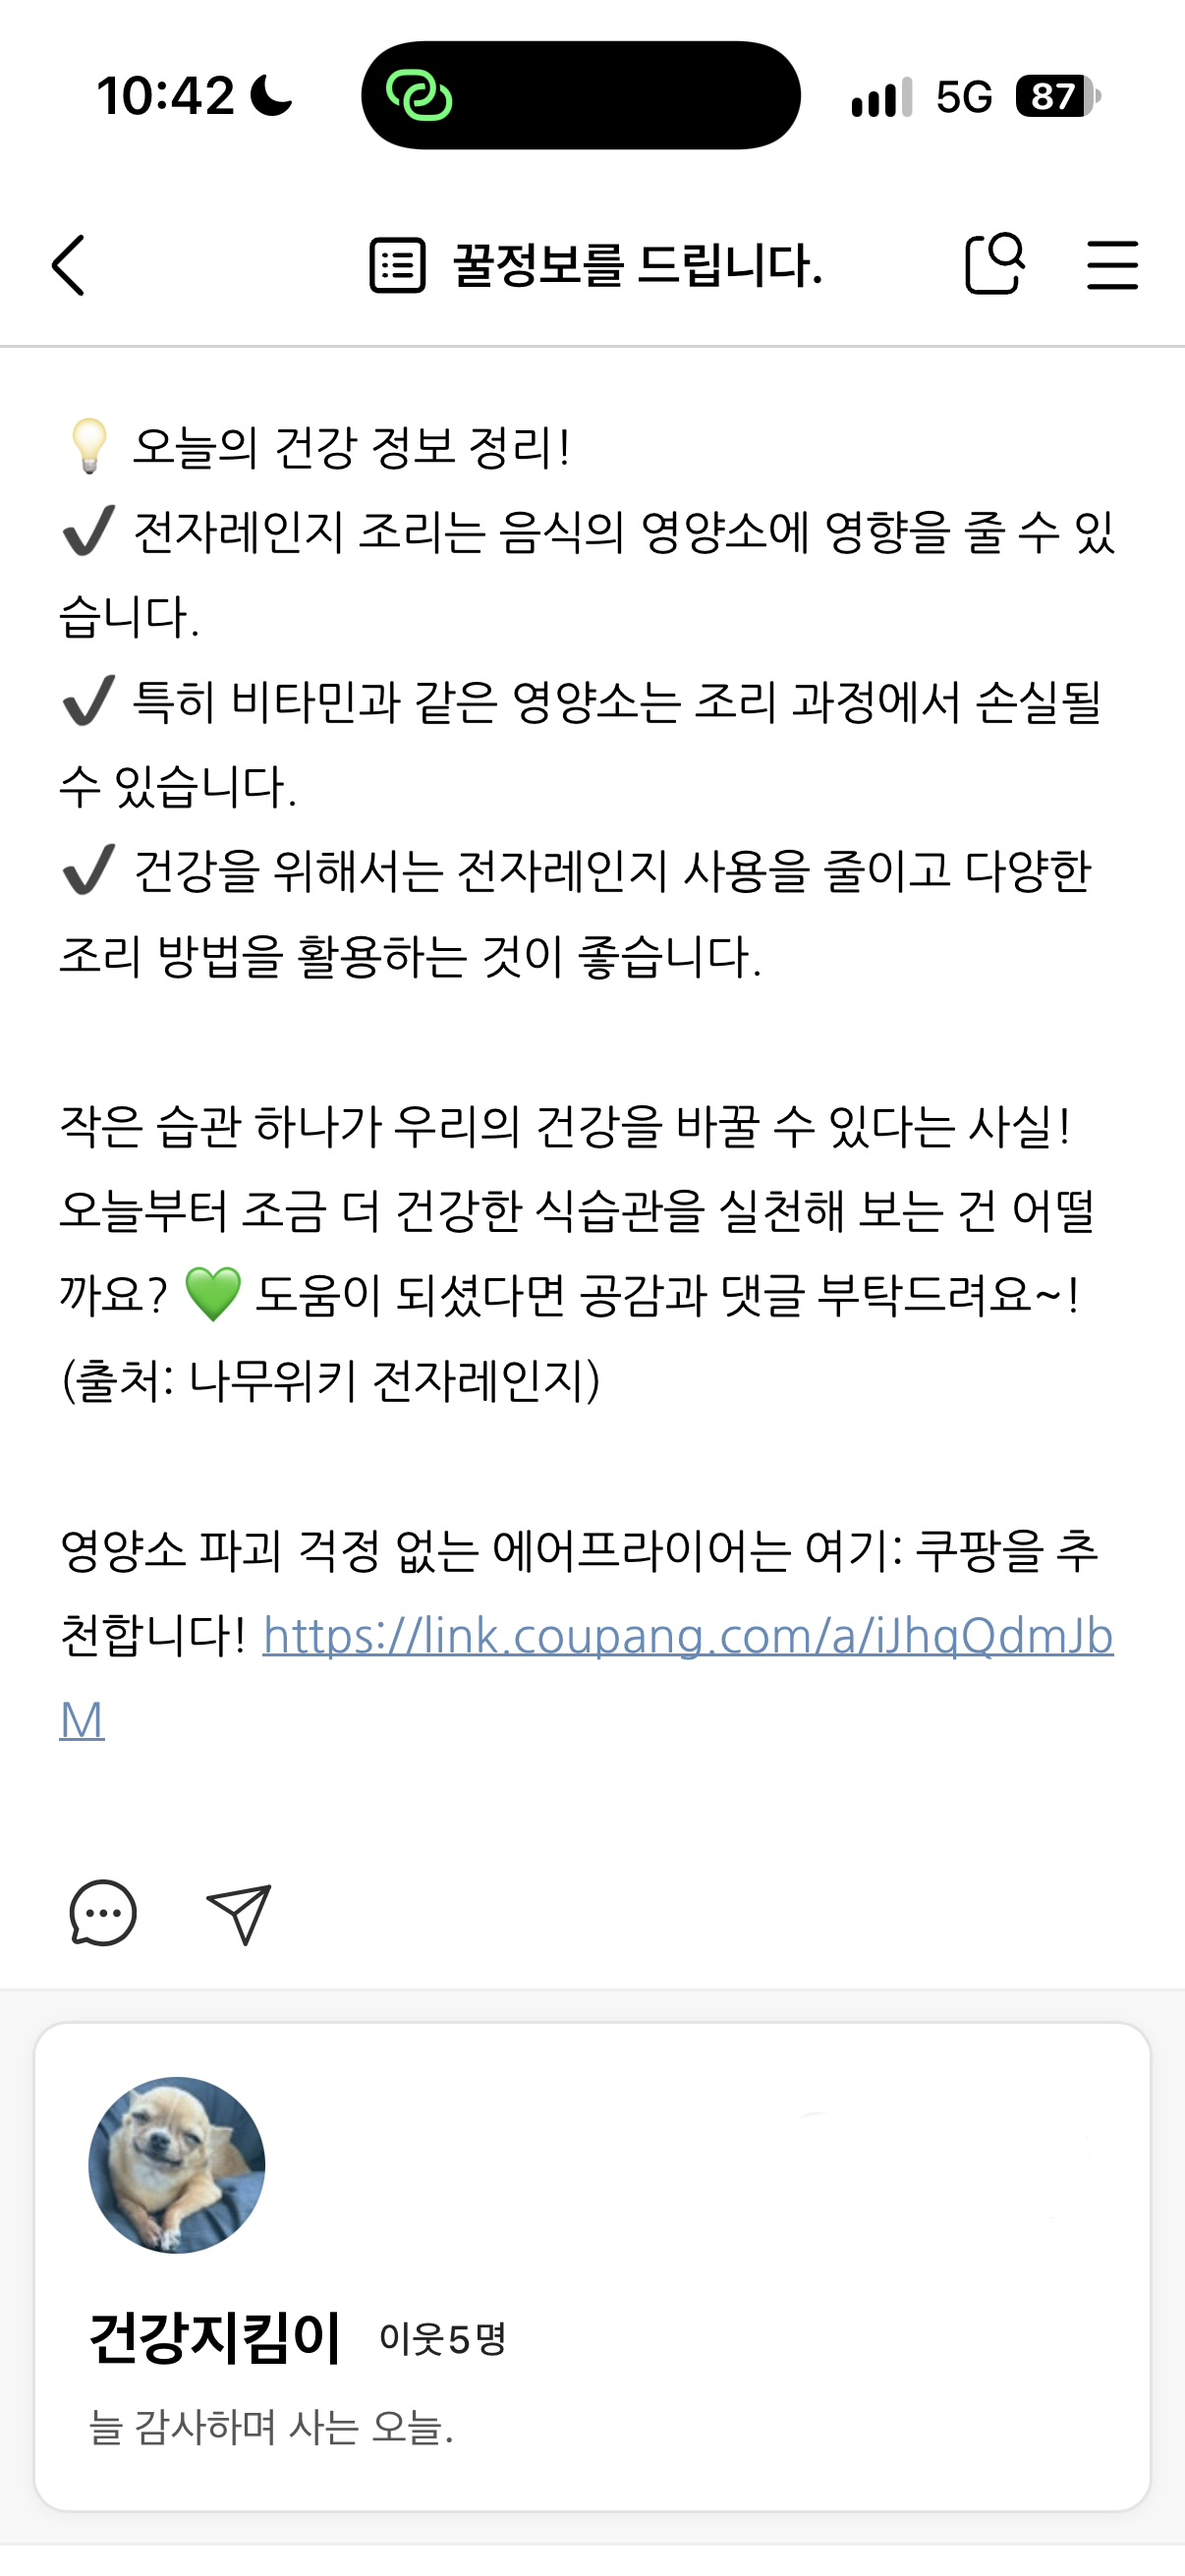 10:42
5G
87
꿀정보를 드립니다.
💡 오늘의 건강 정보 정리!
✔ 전자레인지 조리는 음식의 영양소에 영향을 줄 수 있
습니다.
✔ 특히 비타민과 같은 영양소는 조리 과정에서 손실될
수 있습니다.
✔ 건강을 위해서는 전자레인지 사용을 줄이고 다양한
조리 방법을 활용하는 것이 좋습니다.
작은 습관 하나가 우리의 건강을 바꿀 수 있다는 사실!
오늘부터 조금 더 건강한 식습관을 실천해 보는 건 어떨
까요? 💚 도움이 되셨다면 공감과 댓글 부탁드려요~!
(출처: 나무위키 전자레인지)
영양소 파괴 걱정 없는 에어프라이어는 여기: 쿠팡을 추
천합니다! https://link.coupang.com/a/iJhqQdmJb
M
건강지킴이 이웃5명
늘 감사하며 사는 오늘.